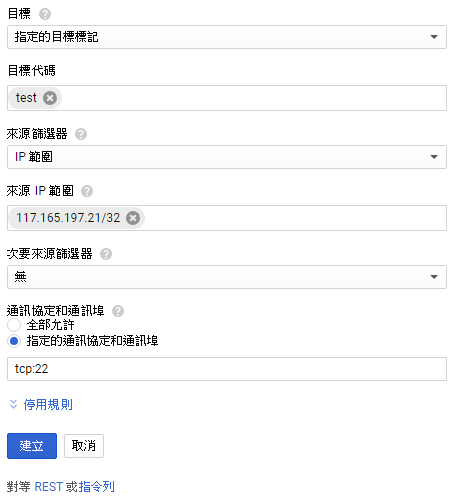 目標
指定的目標標記
目標代碼
test
來源篩選器
IP 範圍
來源 IP 範圍
117.165.197.21/32
次要來源篩選器
無
通訊協定和通訊埠
全部允許
指定的通訊協定和通訊埠
tcp:22
停用規則
建立 取消
對等 REST 或指令列